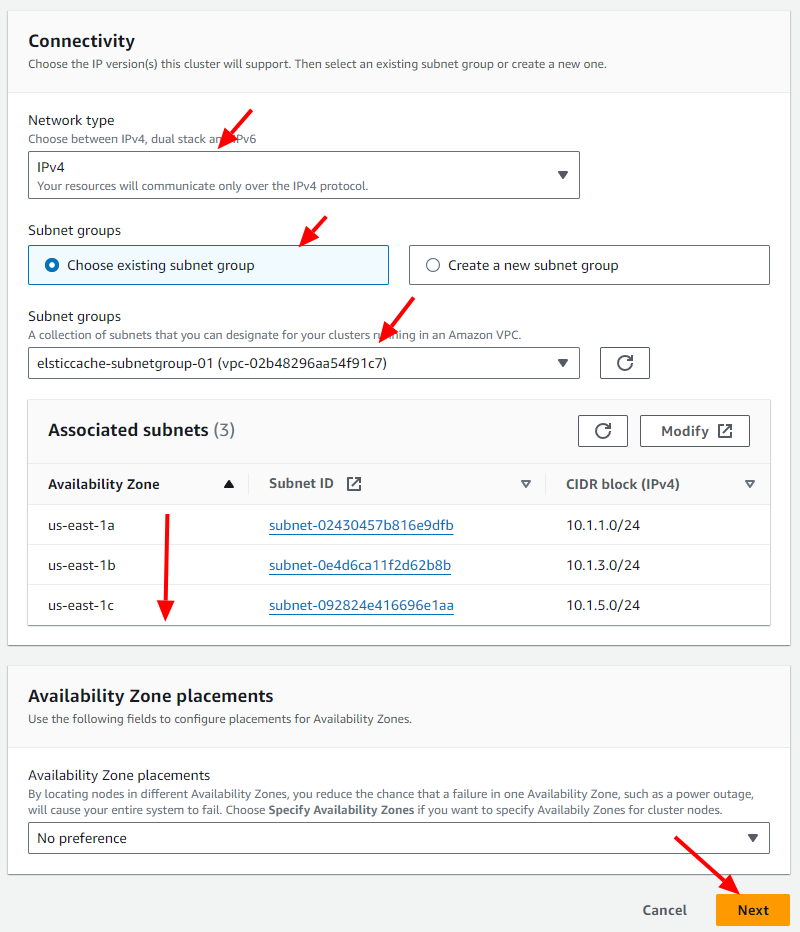 Connectivity
Choose the IP version(s) this cluster will support. Then select an existing subnet group or create a new one.
Network type
Choose between IPv4, dual stack an IPv6
IPv4
Your resources will communicate only over the IPv4 protocol.
Subnet groups
Choose existing subnet group
Create a new subnet group
Subnet groups
A collection of subnets that you can designate for your clusters running in an Amazon VPC.
elsticcache-subnetgroup-01 (vpc-02b48296aa54f91c7)
Associated subnets (3)
Modify
Availability Zone Subnet ID CIDR block (IPv4)
us-east-1a subnet-02430457b816e9dfb 10.1.1.0/24
us-east-1b subnet-0e4d6ca11f2d62b8b 10.1.3.0/24
us-east-1c subnet-092824e416696e1aa 10.1.5.0/24
Availability Zone placements
Use the following fields to configure placements for Availability Zones.
Availability Zone placements
By locating nodes in different Availability Zones, you reduce the chance that a failure in one Availability Zone, such as a power outage,
will cause your entire system to fail. Choose Specify Availability Zones if you want to specify Availabily Zones for cluster nodes.
No preference
Cancel
Next